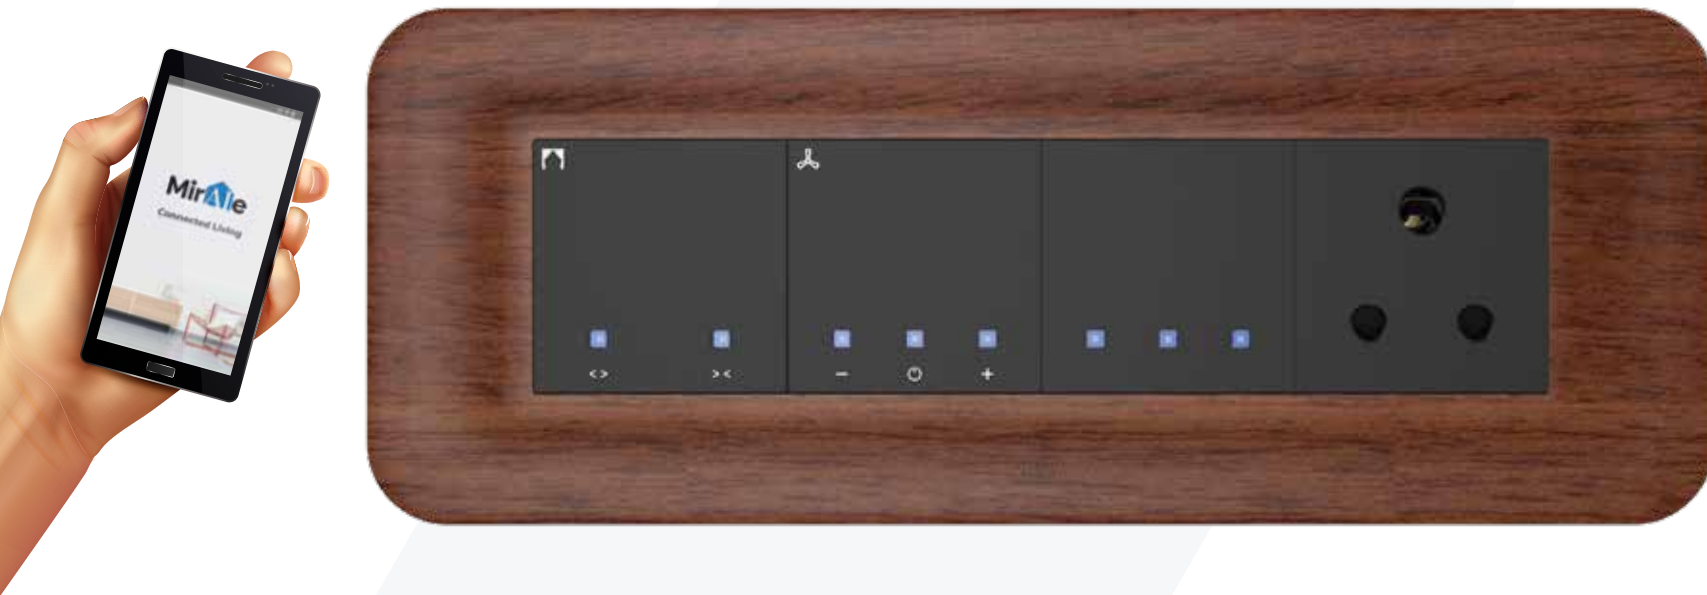 MirAIe
Connected Living
< >
> <
− ⏻ +